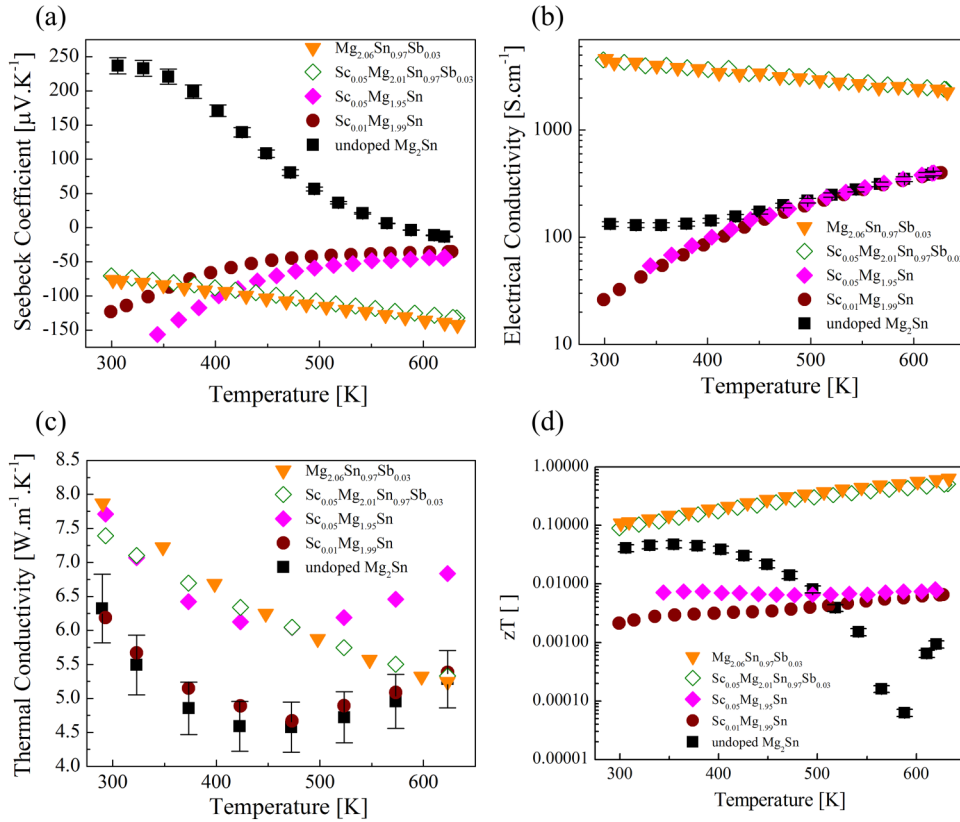 (a)
Seebeck Coefficient [µV.K⁻¹]
250
200
150
100
50
0
-50
-100
-150
Mg₂.₀₆Sn₀.₉₇Sb₀.₀₃
Sc₀.₀₅Mg₂.₀₁Sn₀.₉₇Sb₀.₀₃
Sc₀.₀₅Mg₁.₉₅Sn
Sc₀.₀₁Mg₁.₉₉Sn
undoped Mg₂Sn
300 400 500 600
Temperature [K]
(b)
Electrical Conductivity [S.cm⁻¹]
1000
100
10
Mg₂.₀₆Sn₀.₉₇Sb₀.₀₃
Sc₀.₀₅Mg₂.₀₁Sn₀.₉₇Sb₀.₀₃
Sc₀.₀₅Mg₁.₉₅Sn
Sc₀.₀₁Mg₁.₉₉Sn
undoped Mg₂Sn
300 400 500 600
Temperature [K]
(c)
Thermal Conductivity [W.m⁻¹.K⁻¹]
8.5
8.0
7.5
7.0
6.5
6.0
5.5
5.0
4.5
4.0
Mg₂.₀₆Sn₀.₉₇Sb₀.₀₃
Sc₀.₀₅Mg₂.₀₁Sn₀.₉₇Sb₀.₀₃
Sc₀.₀₅Mg₁.₉₅Sn
Sc₀.₀₁Mg₁.₉₉Sn
undoped Mg₂Sn
300 400 500 600
Temperature [K]
(d)
zT [ ]
1.00000
0.10000
0.01000
0.00100
0.00010
0.00001
Mg₂.₀₆Sn₀.₉₇Sb₀.₀₃
Sc₀.₀₅Mg₂.₀₁Sn₀.₉₇Sb₀.₀₃
Sc₀.₀₅Mg₁.₉₅Sn
Sc₀.₀₁Mg₁.₉₉Sn
undoped Mg₂Sn
300 400 500 600
Temperature [K]